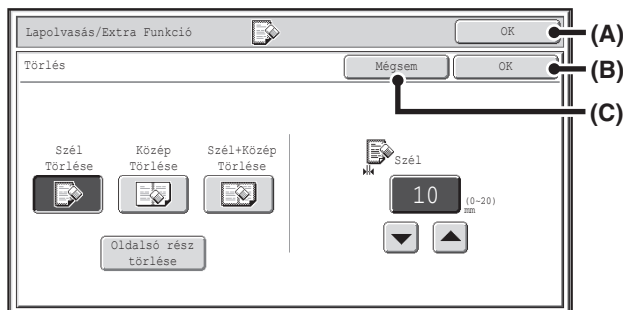 Lapolvasás/Extra Funkció OK (A)
Törlés Mégsem OK (B)
(C)
Szél Törlése
Közép Törlése
Szél+Közép Törlése
Oldalsó rész törlése
Szél
10 (0~20) mm